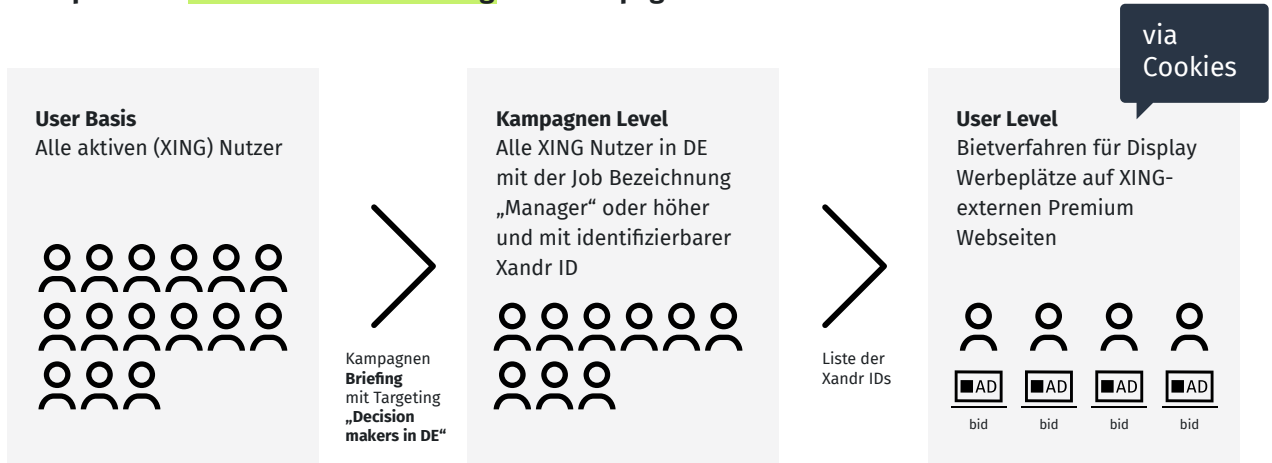 via
Cookies
User Basis
Alle aktiven (XING) Nutzer
Kampagnen
Briefing
mit Targeting
„Decision
makers in DE“
Kampagnen Level
Alle XING Nutzer in DE
mit der Job Bezeichnung
„Manager“ oder höher
und mit identifizierbarer
Xandr ID
Liste der
Xandr IDs
User Level
Bietverfahren für Display
Werbeplätze auf XING-
externen Premium
Webseiten
AD AD AD AD
bid bid bid bid